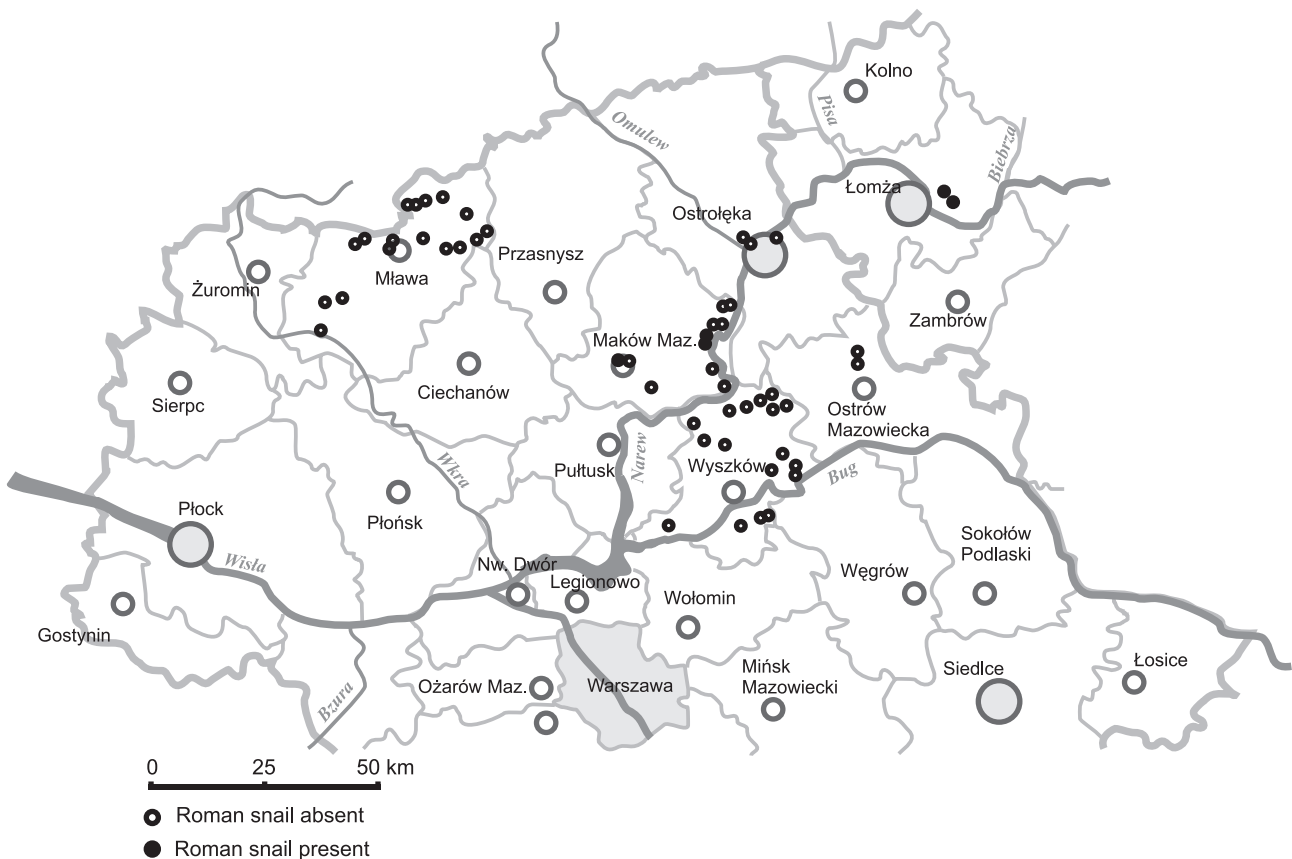 Kolno
Pisa
Omulew
Biebrza
Łomża
Ostrołęka
Przasnysz
Mława
Żuromin
Zambrów
Maków Maz.
Ciechanów
Sierpc
Ostrów
Mazowiecka
Narew
Pułtusk
Wkra
Wyszków
Bug
Płock
Płońsk
Sokołów
Podlaski
Wisła
Nw. Dwór
Legionowo
Węgrów
Wołomin
Gostynin
Łosice
Siedlce
Mińsk
Mazowiecki
Ożarów Maz.
Warszawa
Bzura
0 25 50 km
Roman snail absent
Roman snail present